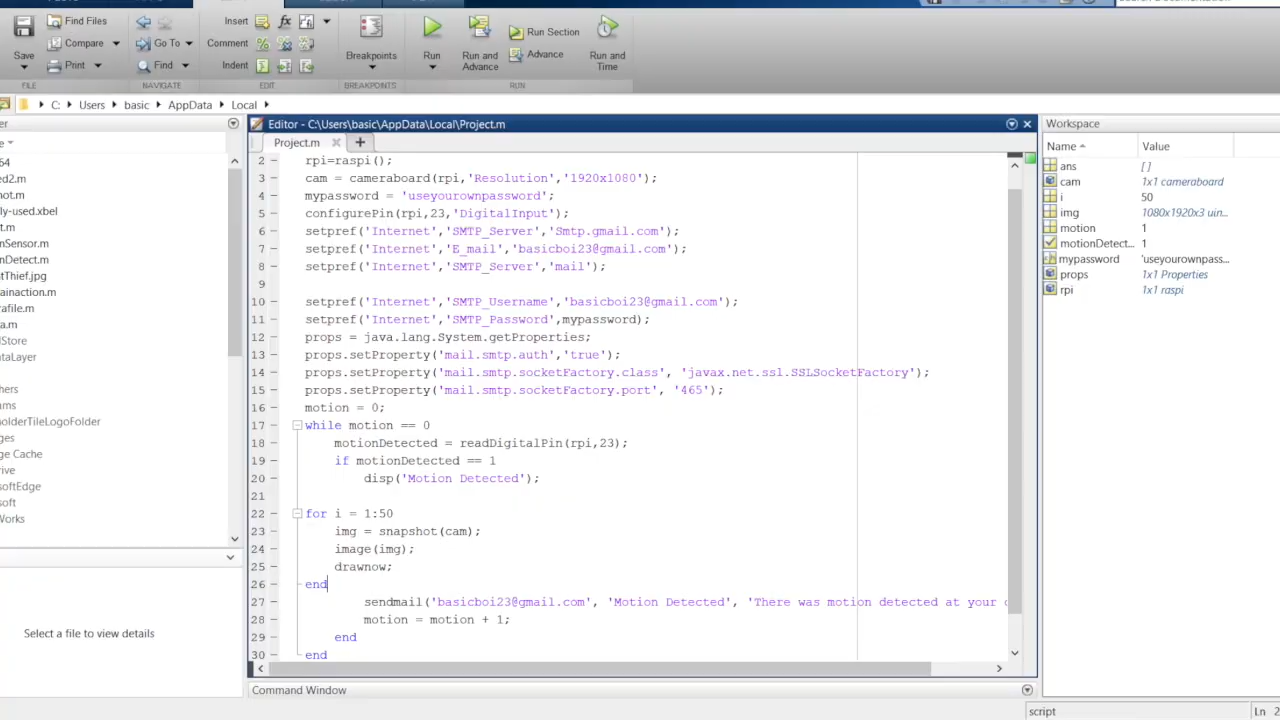 Insert
fx
Find Files
Compare
Go To
Comment
Save
Print
Find
Indent
Breakpoints
Run
Run and Advance
Run Section
Advance
Run and Time
FILE
NAVIGATE
EDIT
BREAKPOINTS
RUN
C: Users basic AppData Local
Editor - C:\Users\basic\AppData\Local\Project.m
Project.m
2 rpi=raspi();
3 cam = cameraboard(rpi,'Resolution','1920x1080');
4 mypassword = 'useyourownpassword';
5 configurePin(rpi,23,'DigitalInput');
6 setpref('Internet','SMTP_Server','Smtp.gmail.com');
7 setpref('Internet','E_mail','basicboi23@gmail.com');
8 setpref('Internet','SMTP_Server','mail');
9
10 setpref('Internet','SMTP_Username','basicboi23@gmail.com');
11 setpref('Internet','SMTP_Password',mypassword);
12 props = java.lang.System.getProperties;
13 props.setProperty('mail.smtp.auth','true');
14 props.setProperty('mail.smtp.socketFactory.class', 'javax.net.ssl.SSLSocketFactory');
15 props.setProperty('mail.smtp.socketFactory.port', '465');
16 motion = 0;
17 while motion == 0
18 motionDetected = readDigitalPin(rpi,23);
19 if motionDetected == 1
20 disp('Motion Detected');
21
22 for i = 1:50
23 img = snapshot(cam);
24 image(img);
25 drawnow;
26 end
27 sendmail('basicboi23@gmail.com', 'Motion Detected', 'There was motion detected at your
28 motion = motion + 1;
29 end
30 end
Command Window
er
e
64
ed2.m
not.m
ly-used.xbel
t.m
nSensor.m
nDetect.m
ntThief.jpg
ainaction.m
rafile.m
a.m
lStore
taLayer
hers
ams
olderTileLogoFolder
ges
ge Cache
rive
softEdge
soft
Works
Select a file to view details
Workspace
Name Value
ans [ ]
cam 1x1 cameraboard
i 50
img 1080x1920x3 uin...
motion 1
motionDetect... 1
mypassword 'useyourownpass...
props 1x1 Properties
rpi 1x1 raspi
script
Ln 2